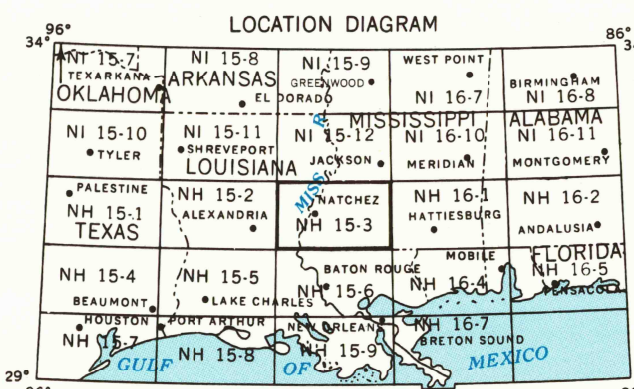 LOCATION DIAGRAM
96°
86°
34°
34
NI 15-7
TEXARKANA
OKLAHOMA
NI 15-8
ARKANSAS
EL DORADO
NI 15-9
GREENWOOD
WEST POINT
NI 16-7
BIRMINGHAM
NI 16-8
NI 15-10
TYLER
NI 15-11
SHREVEPORT
LOUISIANA
NI 15-12
JACKSON
MISSISSIPPI
NI 16-10
MERIDIAN
ALABAMA
NI 16-11
MONTGOMERY
MISS R
PALESTINE
NH 15-1
TEXAS
NH 15-2
ALEXANDRIA
NATCHEZ
NH 15-3
NH 16-1
HATTIESBURG
NH 16-2
ANDALUSIA
NH 15-4
BEAUMONT
NH 15-5
LAKE CHARLES
BATON ROUGE
NH 15-6
MOBILE
NH 16-4
FLORIDA
NH 16-5
PENSACOLA
HOUSTON
NH 15-7
PORT ARTHUR
NH 15-8
NEW ORLEANS
NH 15-9
NH 16-7
BRETON SOUND
GULF OF MEXICO
29°